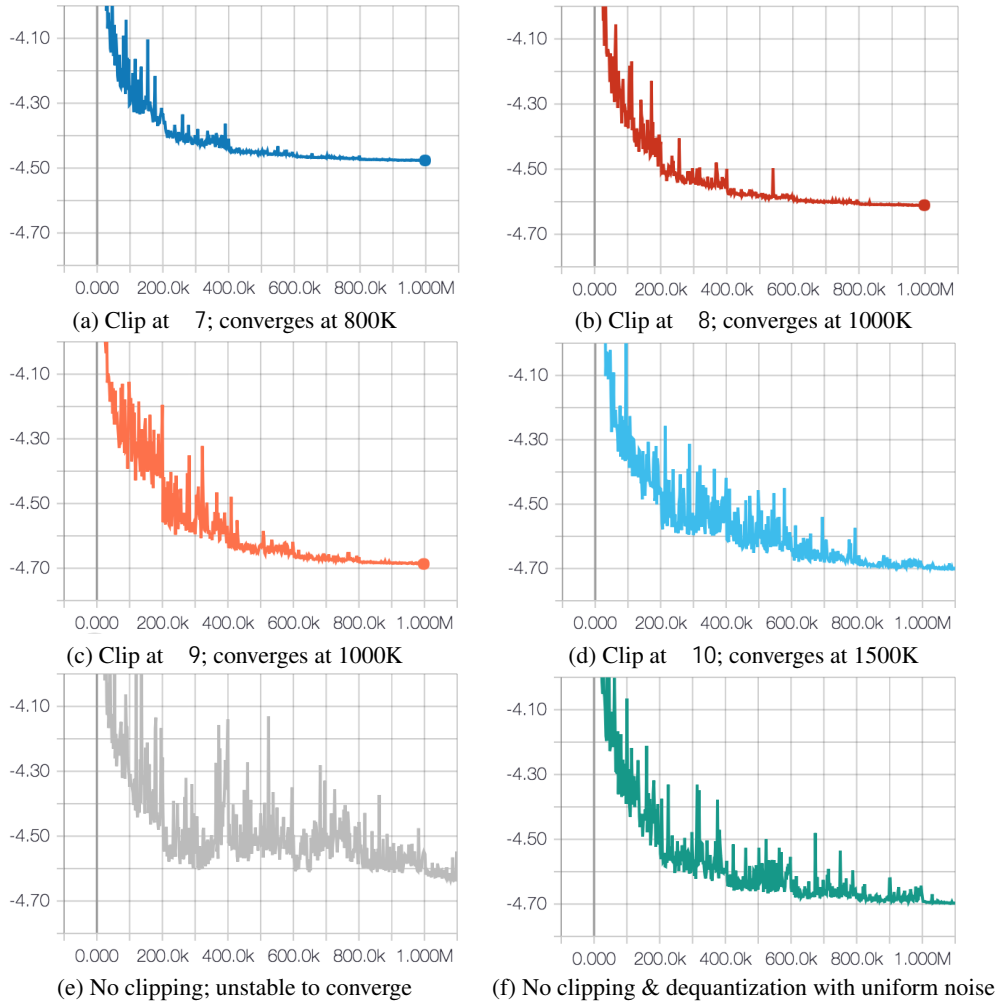 -4.10
-4.30
-4.50
-4.70
0.000 200.0k 400.0k 600.0k 800.0k 1.000M
(a) Clip at 7; converges at 800K
-4.10
-4.30
-4.50
-4.70
0.000 200.0k 400.0k 600.0k 800.0k 1.000M
(b) Clip at 8; converges at 1000K
-4.10
-4.30
-4.50
-4.70
0.000 200.0k 400.0k 600.0k 800.0k 1.000M
(c) Clip at 9; converges at 1000K
-4.10
-4.30
-4.50
-4.70
0.000 200.0k 400.0k 600.0k 800.0k 1.000M
(d) Clip at 10; converges at 1500K
-4.10
-4.30
-4.50
-4.70
0.000 200.0k 400.0k 600.0k 800.0k 1.000M
(e) No clipping; unstable to converge
-4.10
-4.30
-4.50
-4.70
0.000 200.0k 400.0k 600.0k 800.0k 1.000M
(f) No clipping & dequantization with uniform noise